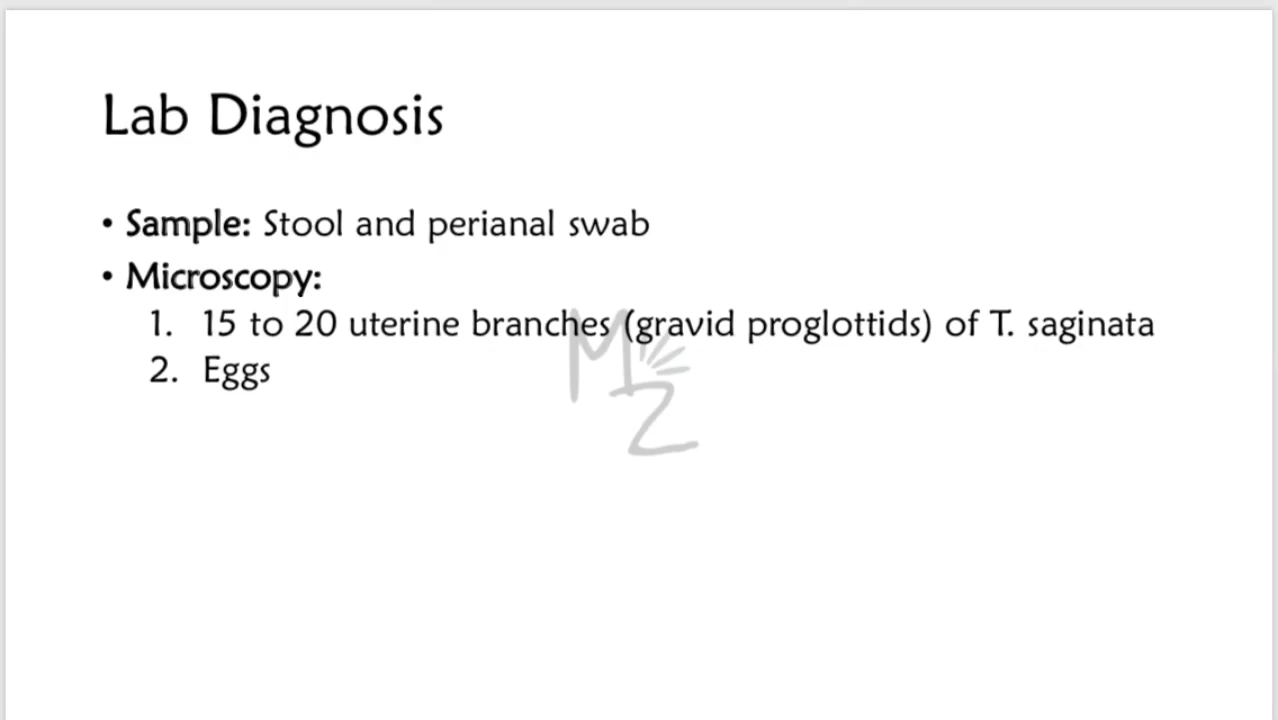 Lab Diagnosis
• Sample: Stool and perianal swab
• Microscopy:
1. 15 to 20 uterine branches (gravid proglottids) of T. saginata
2. Eggs
MZ